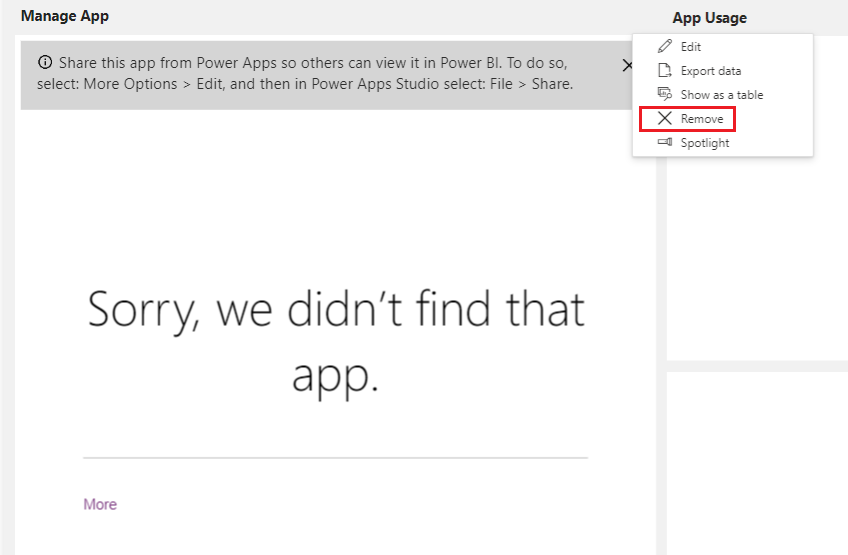 Manage App
App Usage
Share this app from Power Apps so others can view it in Power BI. To do so,
select: More Options > Edit, and then in Power Apps Studio select: File > Share.
Edit
Export data
Show as a table
Remove
Spotlight
Sorry, we didn't find that
app.
More